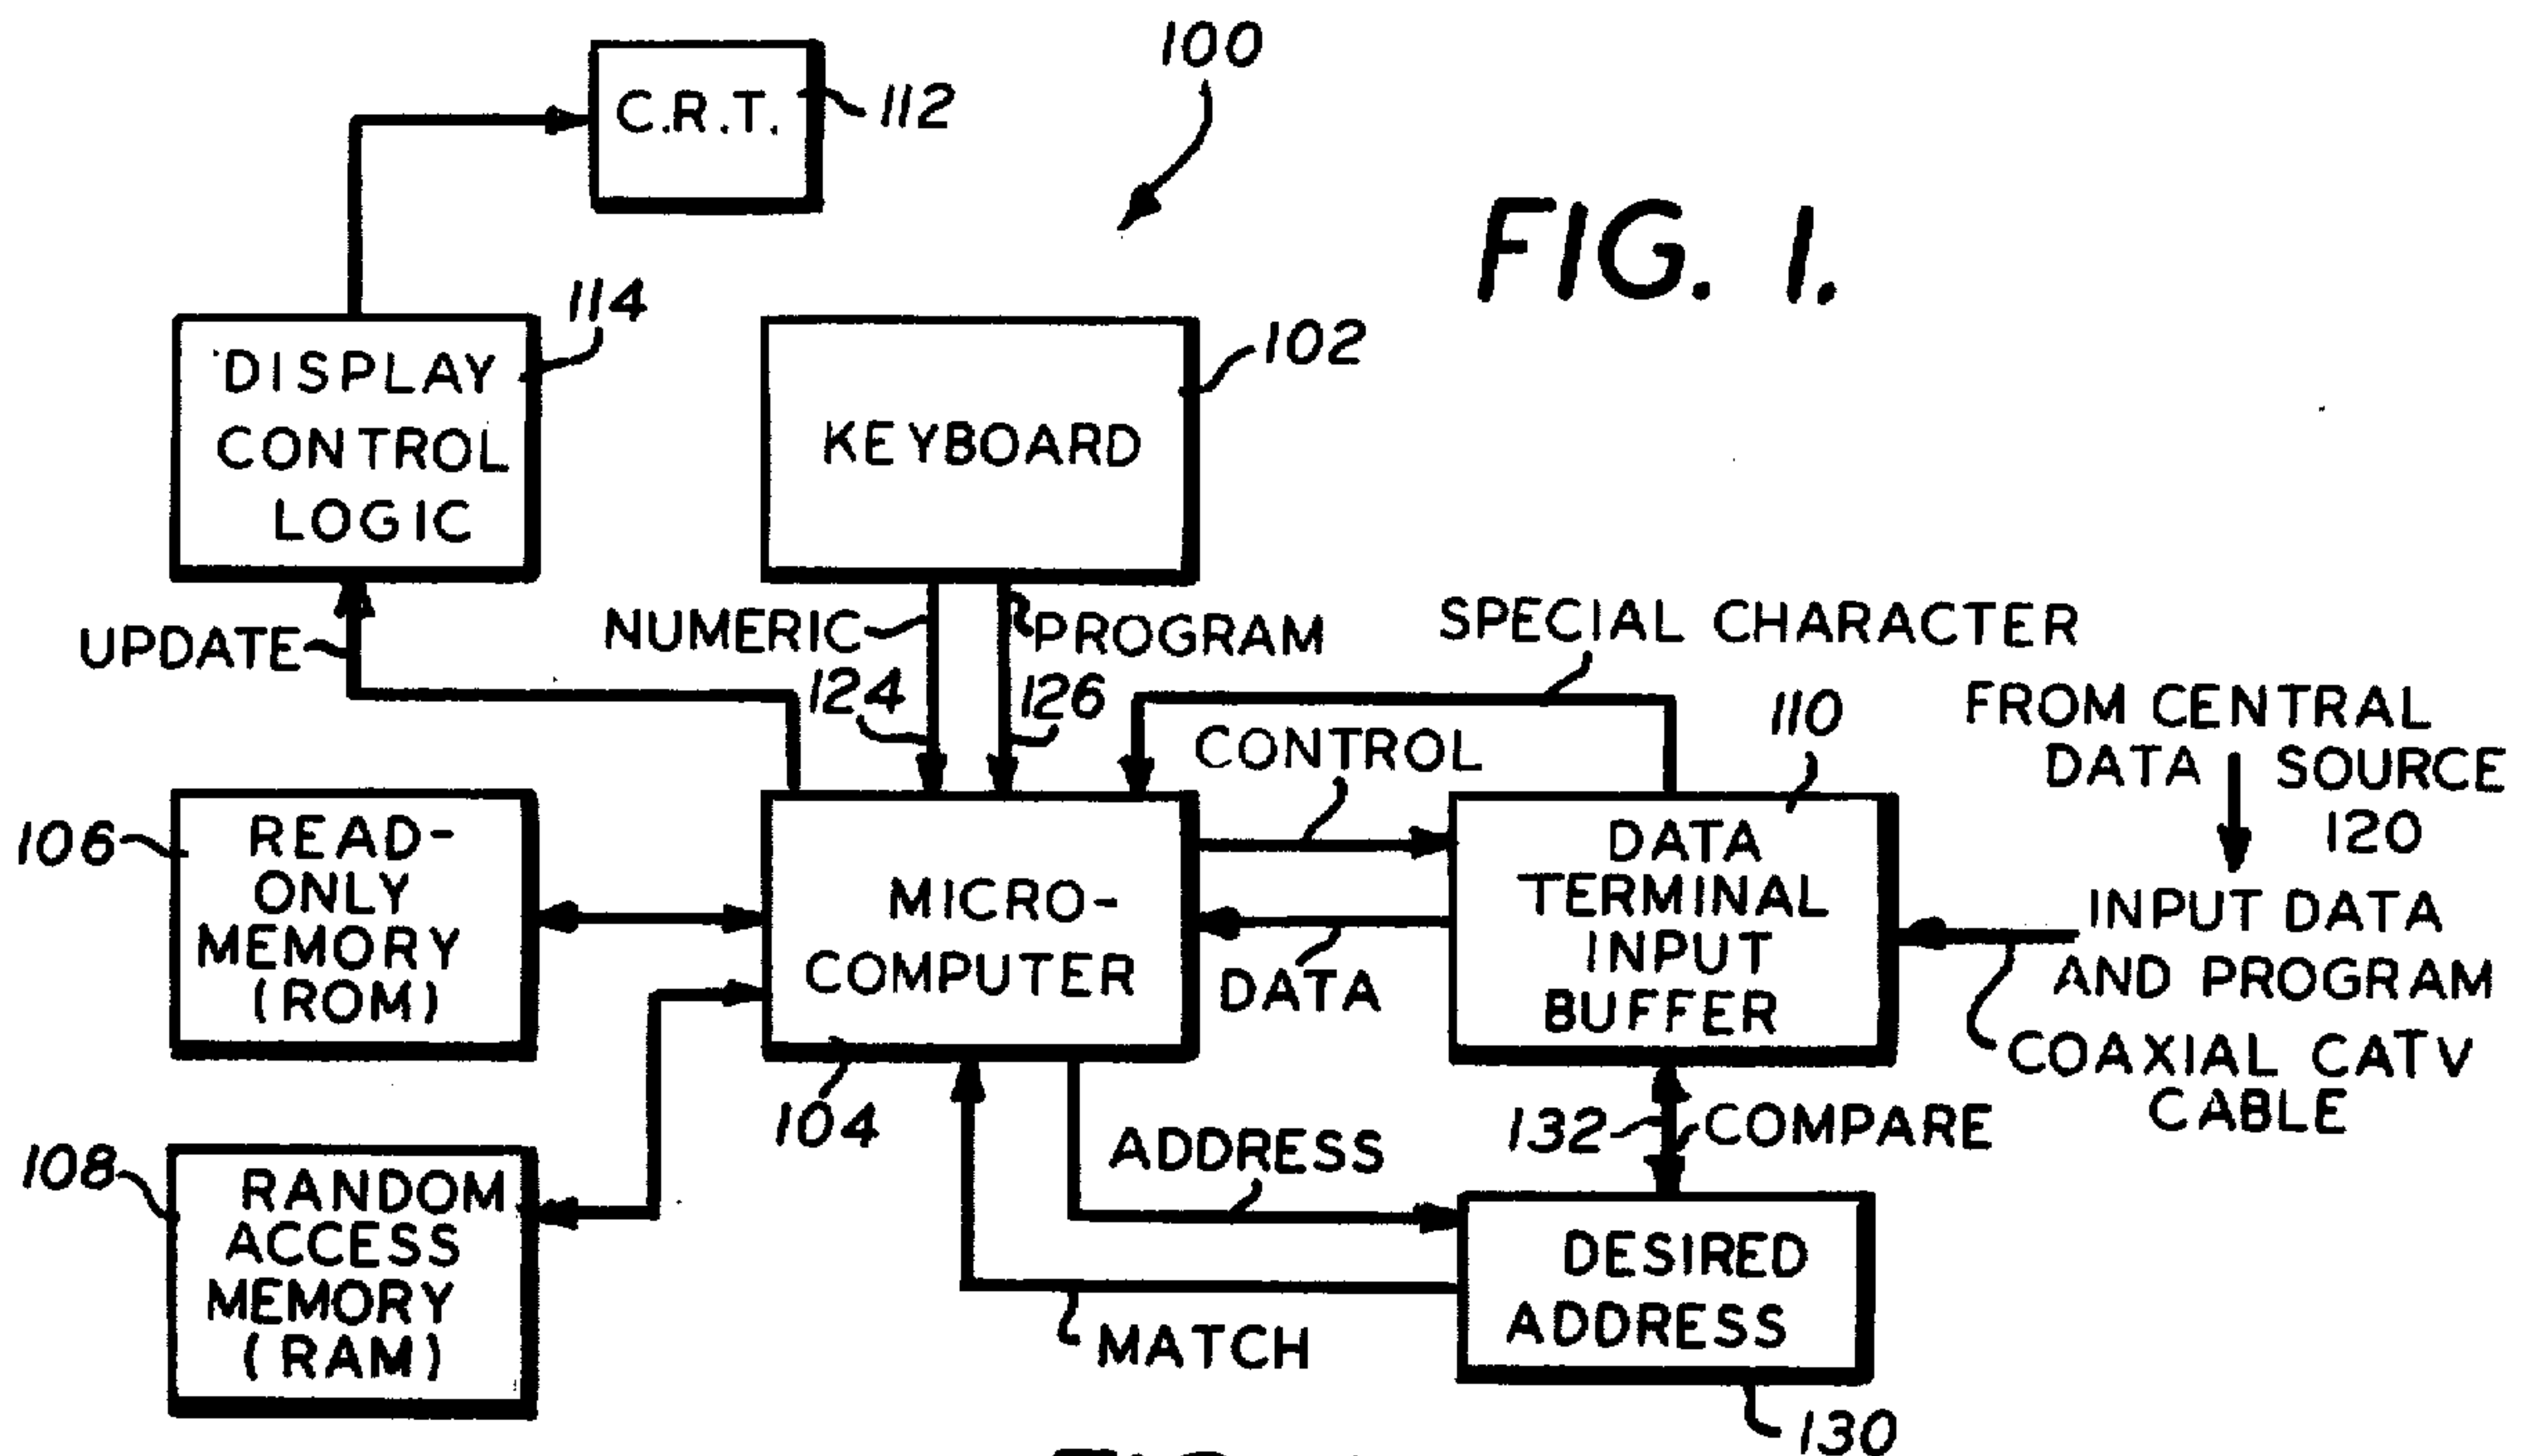 100
C.R.T.
112
FIG. 1.
114
DISPLAY
CONTROL
LOGIC
102
KEYBOARD
UPDATE
NUMERIC
PROGRAM
124
126
SPECIAL CHARACTER
CONTROL
110
FROM CENTRAL
DATA SOURCE
120
106
READ-
ONLY
MEMORY
(ROM)
MICRO-
COMPUTER
104
DATA
DATA
TERMINAL
INPUT
BUFFER
INPUT DATA
AND PROGRAM
COAXIAL CATV
CABLE
108
RANDOM
ACCESS
MEMORY
(RAM)
ADDRESS
MATCH
132
COMPARE
DESIRED
ADDRESS
130